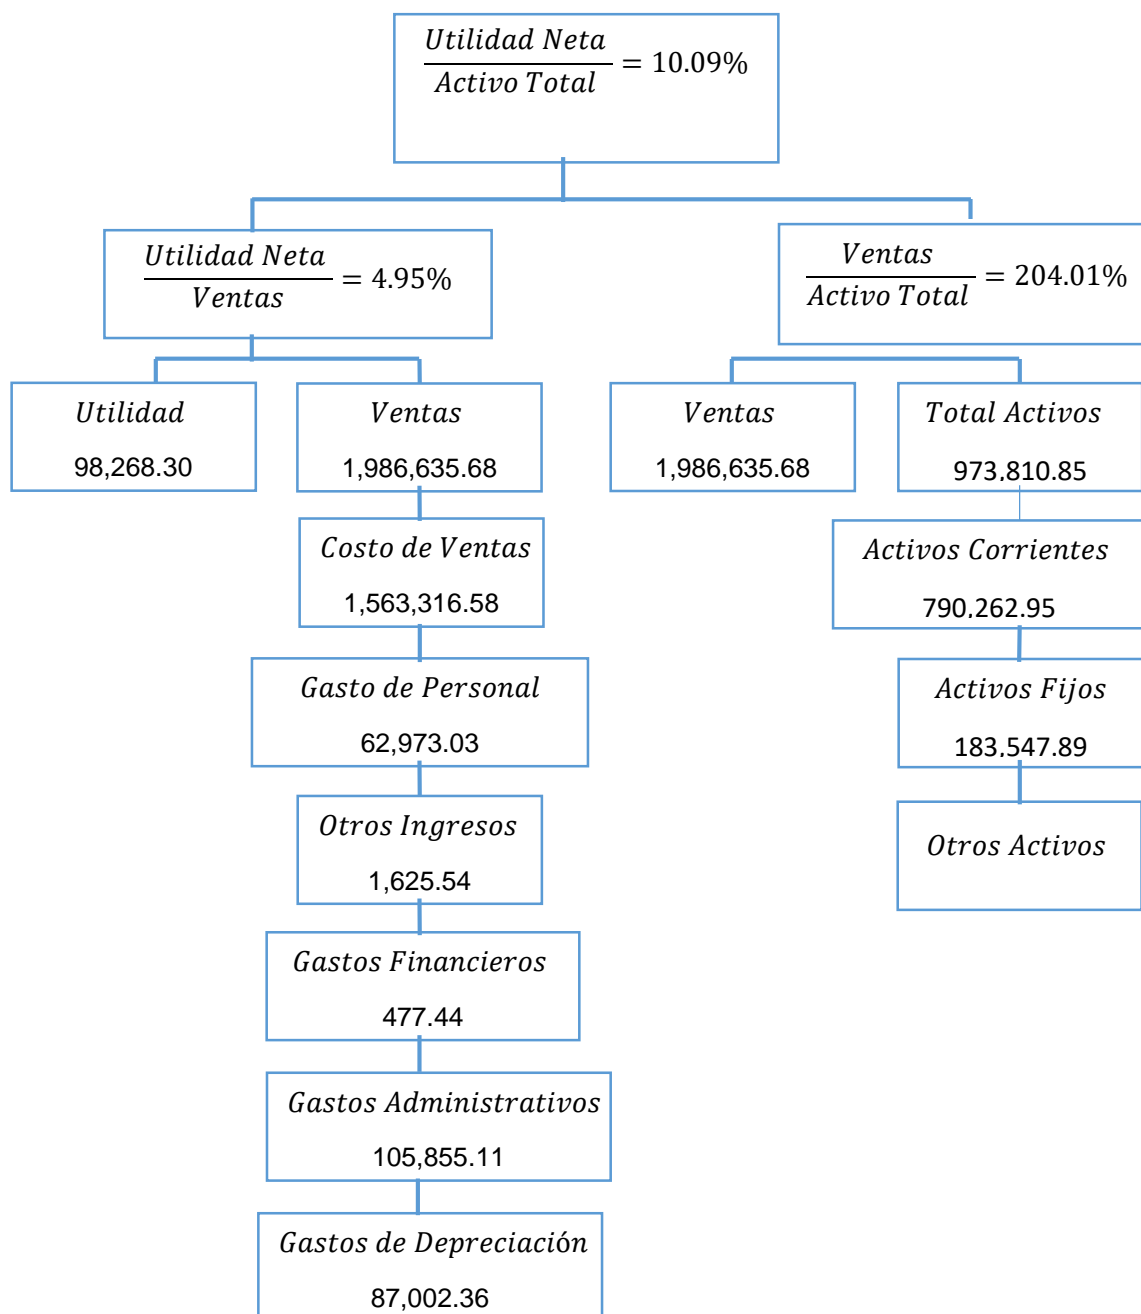 Utilidad Neta
Activo Total
= 10.09%
Utilidad Neta
Ventas
= 4.95%
Ventas
Activo Total
= 204.01%
Utilidad
98,268.30
Ventas
1,986,635.68
Ventas
1,986,635.68
Total Activos
973,810.85
Costo de Ventas
1,563,316.58
Activos Corrientes
790,262.95
Gasto de Personal
62,973.03
Activos Fijos
183,547.89
Otros Ingresos
1,625.54
Otros Activos
Gastos Financieros
477.44
Gastos Administrativos
105,855.11
Gastos de Depreciación
87,002.36